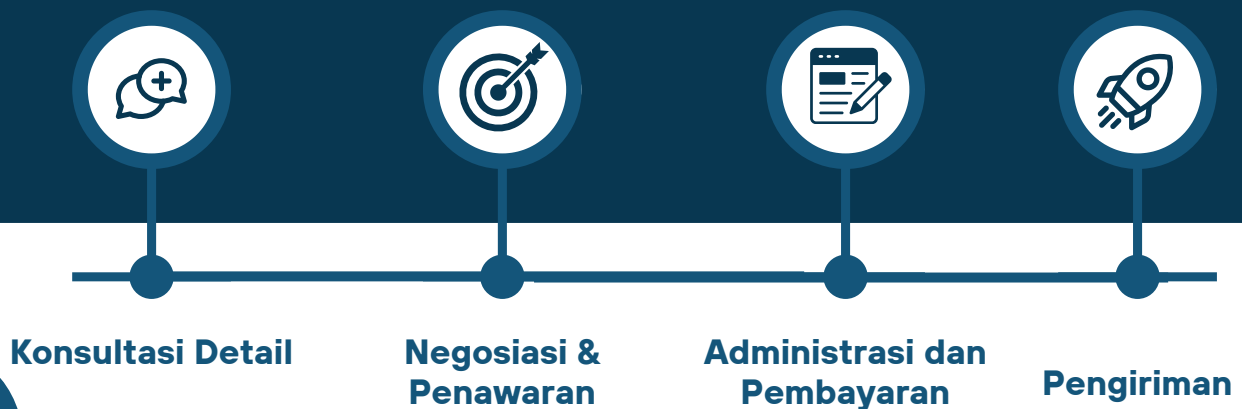 Konsultasi Detail
Negosiasi &
Penawaran
Administrasi dan
Pembayaran
Pengiriman